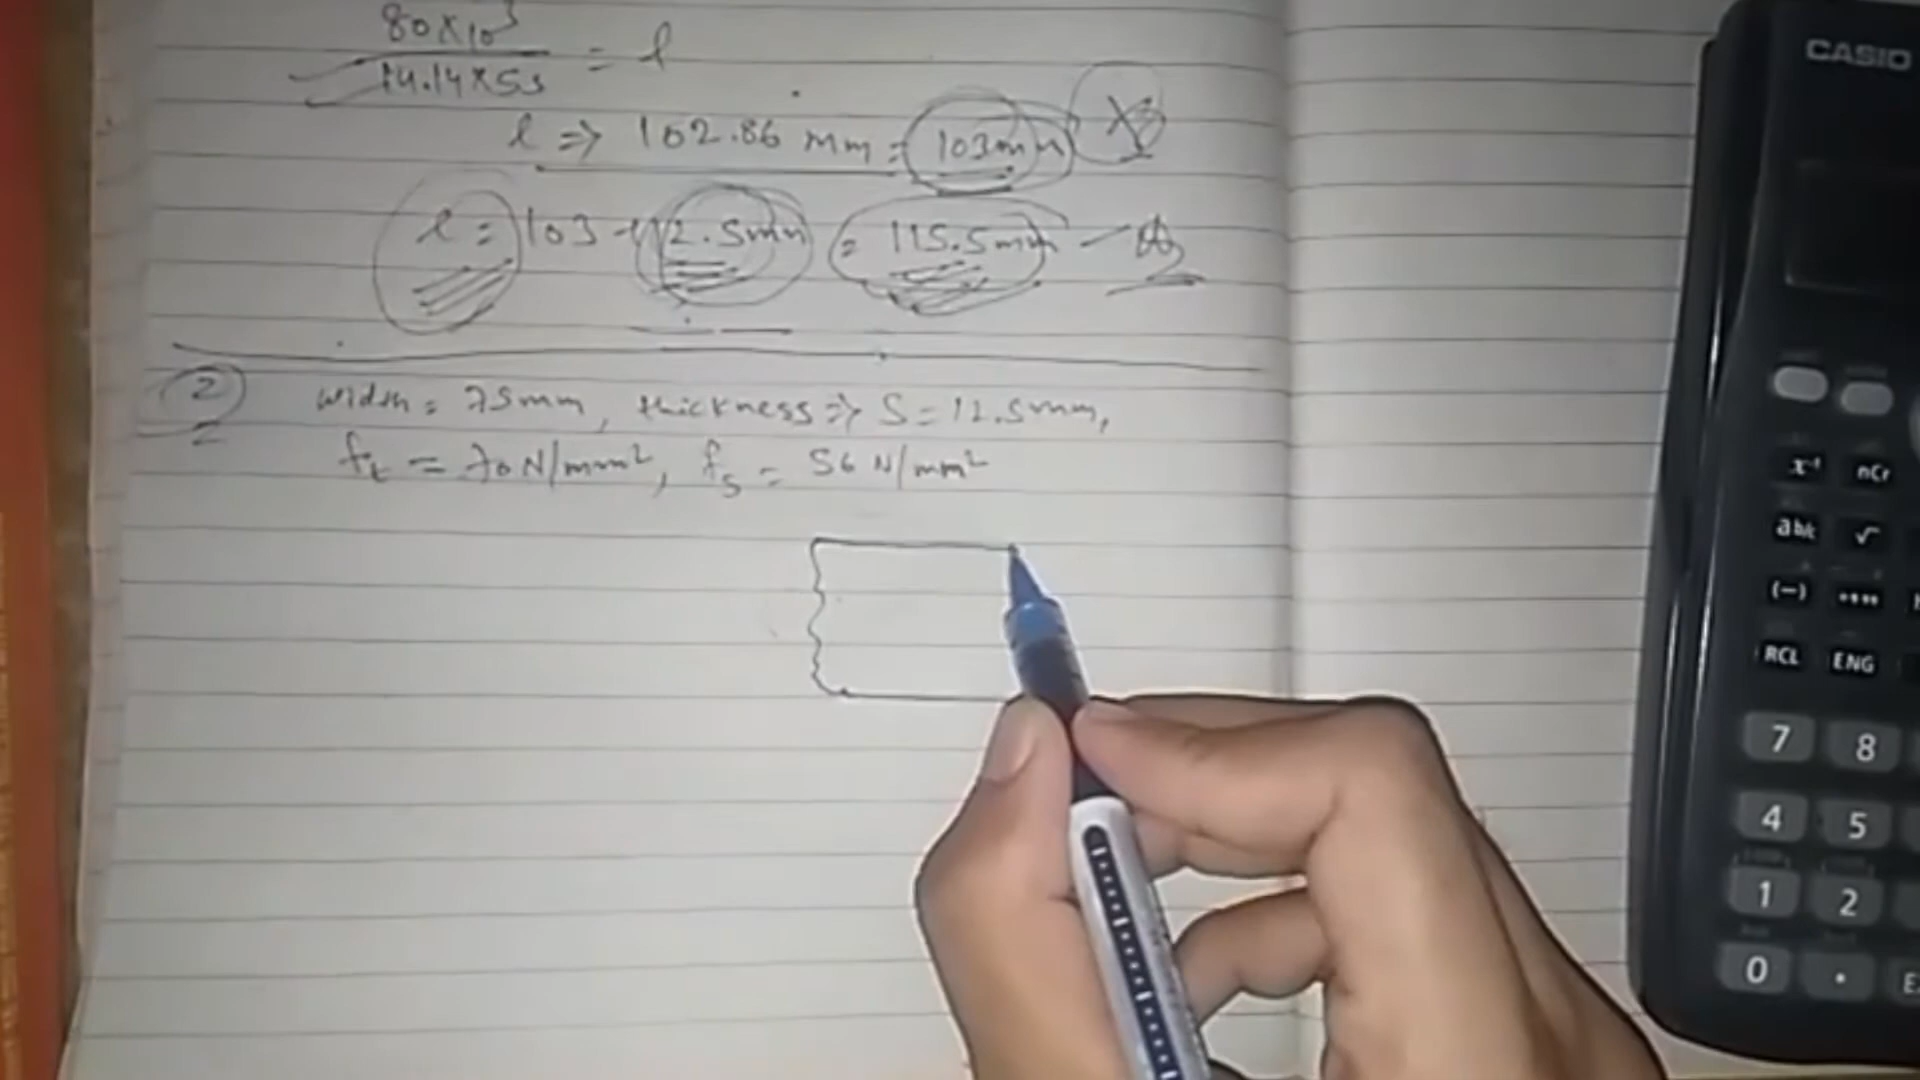 80×10³
14.14×55 = l
l ⇒ 102.86 mm = 103mm
l = 103 + 12.5mm = 115.5mm
2 width = 75mm, thickness ⇒ S = 12.5mm,
ft = 70 N/mm², fs = 56 N/mm²
CASIO
x⁻¹ nCr
ab/c √
(−) °'"
RCL ENG
7 8
4 5
1 2
0 .